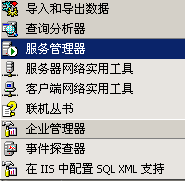 导入和导出数据
查询分析器
服务管理器
服务器网络实用工具
客户端网络实用工具
联机丛书
企业管理器
事件探查器
在 IIS 中配置 SQL XML 支持